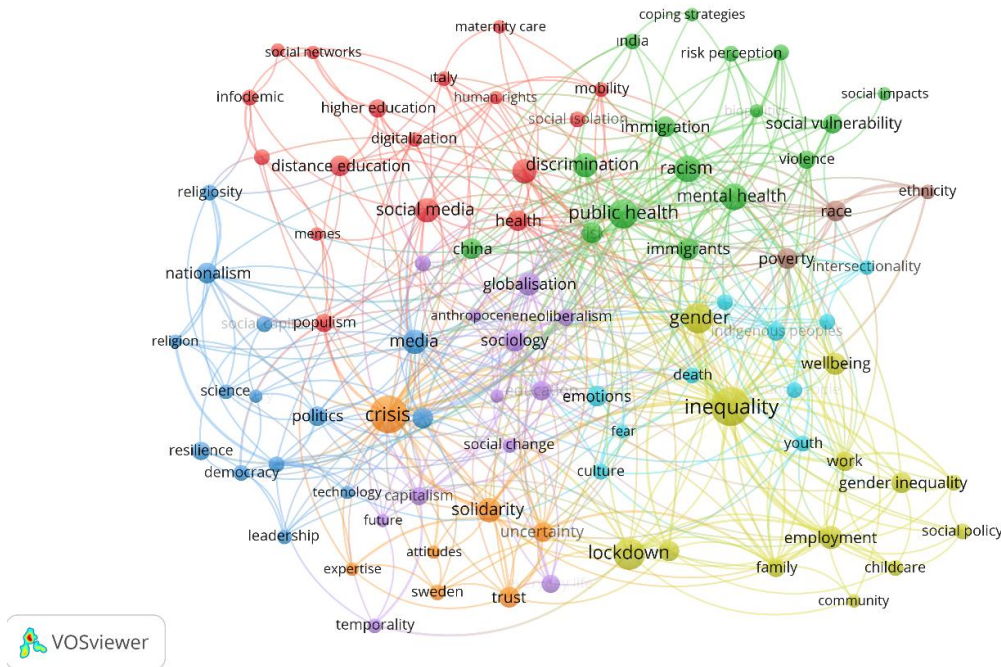 coping strategies
maternity care
india
social networks
risk perception
italy
mobility
social impacts
infodemic
human rights
higher education
social isolation
biopolitics
immigration
social vulnerability
digitalization
distance education
discrimination
racism
violence
religiosity
mental health
ethnicity
social media
health
public health
race
memes
china
immigrants
poverty
intersectionality
nationalism
globalisation
social capital
populism
anthropocene
neoliberalism
gender
indigenous peoples
religion
media
sociology
wellbeing
death
science
education
emotions
inequality
politics
crisis
fear
social change
youth
resilience
culture
work
democracy
technology
capitalism
gender inequality
solidarity
future
uncertainty
leadership
employment
social policy
attitudes
lockdown
expertise
family
childcare
sweden
trust
community
temporality
VOSviewer